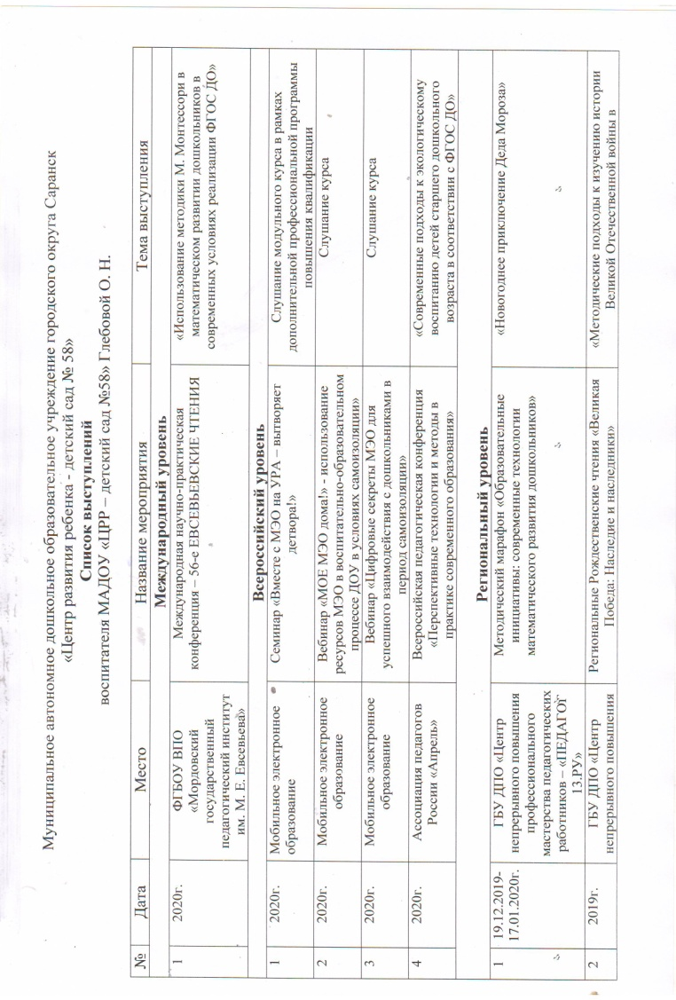 Муниципальное автономное дошкольное образовательное учреждение городского округа Саранск
«Центр развития ребенка - детский сад № 58»
Список выступлений
воспитателя МАДОУ «ЦРР – детский сад №58» Глебовой О. Н.
№ Дата Место Название мероприятия Тема выступления
Международный уровень
1 2020г.
ФГБОУ ВПО
«Мордовский
государственный
педагогический институт
им. М. Е. Евсевьева»
Международная научно-практическая
конференция – 56-е ЕВСЕВЬЕВСКИЕ ЧТЕНИЯ
«Использование методики М. Монтессори в
математическом развитии дошкольников в
современных условиях реализации ФГОС ДО»
Всероссийский уровень
1 2020г.
Мобильное электронное
образование
Семинар «Вместе с МЭО на УРА – вытворяет
детвора!»
Слушание модульного курса в рамках
дополнительной профессиональной программы
повышения квалификации
2 2020г.
Мобильное электронное
образование
Вебинар «МОЕ МЭО дома!» - использование
ресурсов МЭО в воспитательно-образовательном
процессе ДОУ в условиях самоизоляции»
Слушание курса
3 2020г.
Мобильное электронное
образование
Вебинар «Цифровые секреты МЭО для
успешного взаимодействия с дошкольниками в
период самоизоляции»
Слушание курса
4 2020г.
Ассоциация педагогов
России «Апрель»
Всероссийская педагогическая конференция
«Перспективные технологии и методы в
практике современного образования»
«Современные подходы к экологическому
воспитанию детей старшего дошкольного
возраста в соответствии с ФГОС ДО»
Региональный уровень
1 19.12.2019-
17.01.2020г.
ГБУ ДПО «Центр
непрерывного повышения
профессионального
мастерства педагогических
работников – «ПЕДАГОГ
13.РУ»
Методический марафон «Образовательные
инициативы: современные технологии
математического развития дошкольников»
«Новогоднее приключение Деда Мороза»
2 2019г.
ГБУ ДПО «Центр
непрерывного повышения
Региональные Рождественские чтения «Великая
Победа: Наследие и наследники»
«Методические подходы к изучению истории
Великой Отечественной войны в